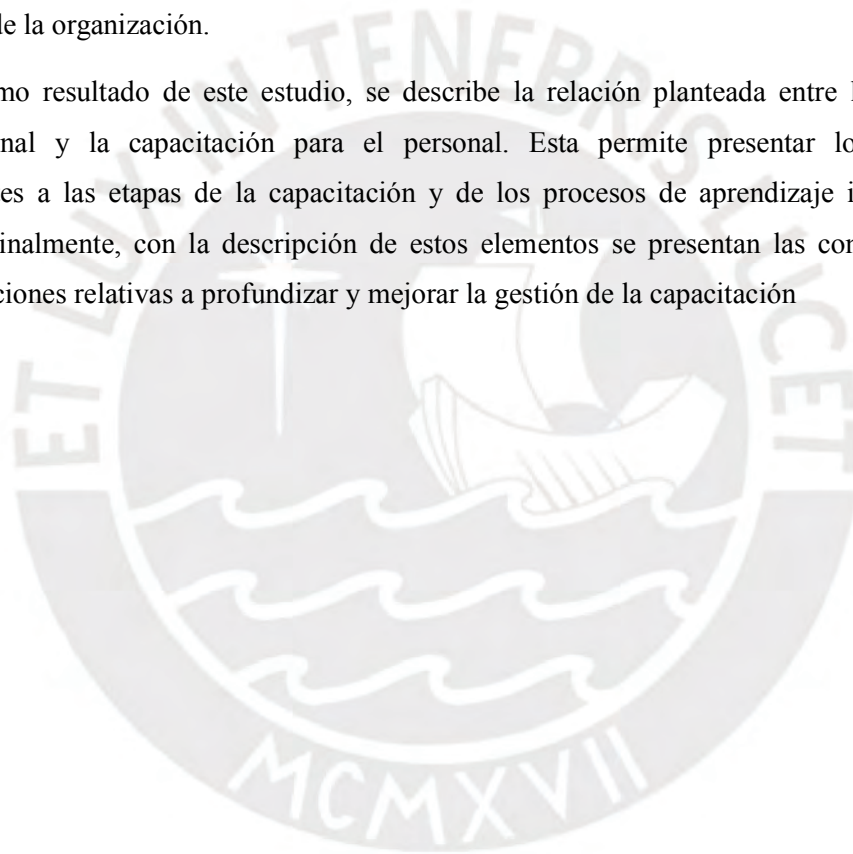 de la organización.
mo resultado de este estudio, se describe la relación planteada entre
nal y la capacitación para el personal. Esta permite presentar lo
es a las etapas de la capacitación y de los procesos de aprendizaje i
inalmente, con la descripción de estos elementos se presentan las con
ciones relativas a profundizar y mejorar la gestión de la capacitación
ET LUX IN TENEBRIS LUCET
MCMXVII